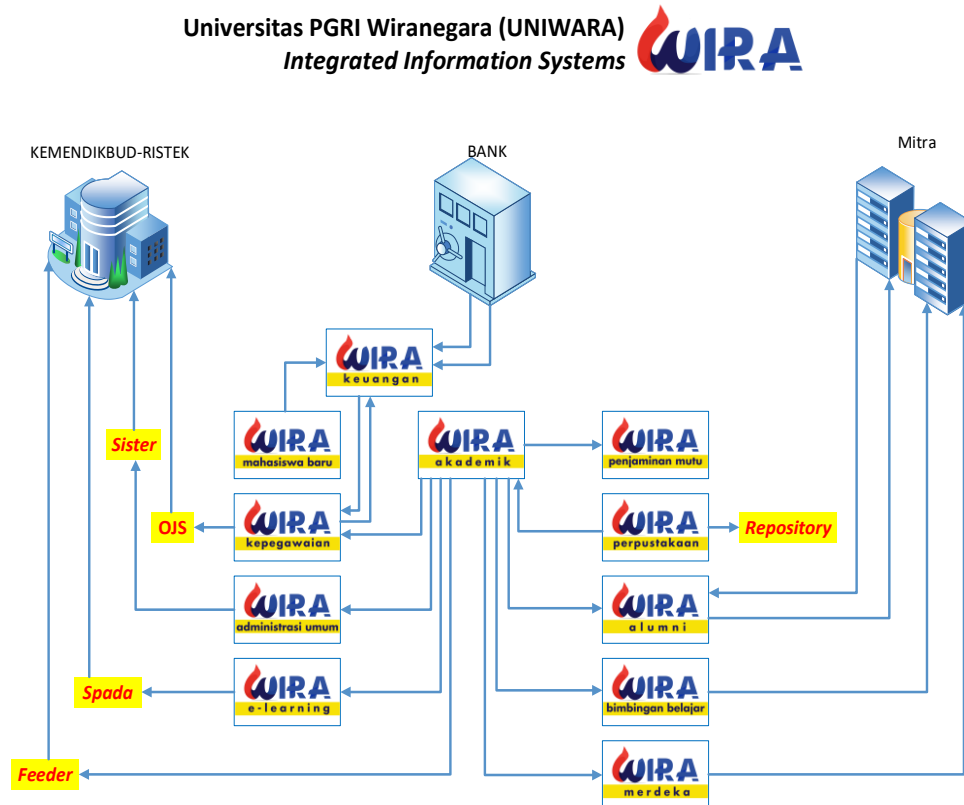 Universitas PGRI Wiranegara (UNIWARA)
Integrated Information Systems
WIRA
KEMENDIKBUD-RISTEK
BANK
Mitra
WIRA
keuangan
WIRA
mahasiswa baru
WIRA
akademik
WIRA
penjaminan mutu
Sister
OJS
WIRA
kepegawaian
WIRA
perpustakaan
Repository
WIRA
administrasi umum
WIRA
alumni
Spada
WIRA
e-learning
WIRA
bimbingan belajar
Feeder
WIRA
merdeka